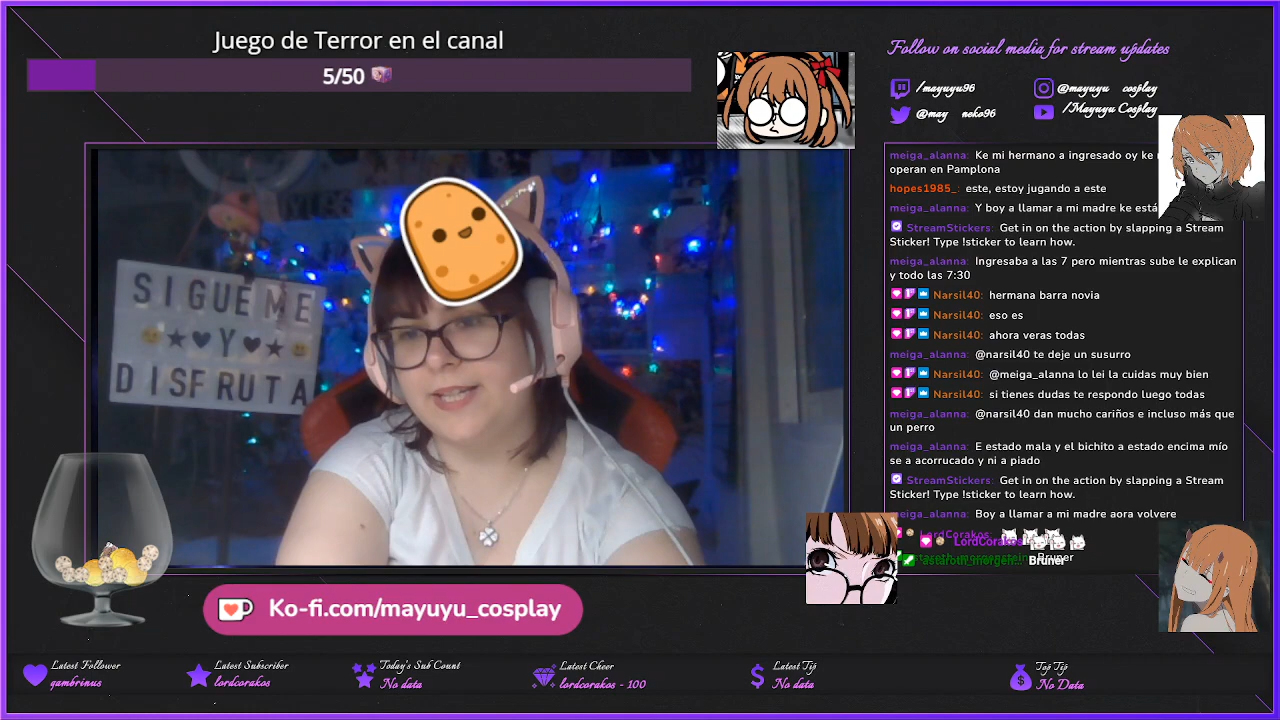 Juego de Terror en el canal
5/50
Follow on social media for stream updates
/mayuyu96
@mayuyu cosplay
@may neko96
/Mayuyu Cosplay
meiga_alanna: Ke mi hermano a ingresado oy ke
operan en Pamplona
hopes1985_: este, estoy jugando a este
meiga_alanna: Y boy a llamar a mi madre ke está
StreamStickers: Get in on the action by slapping a Stream
Sticker! Type !sticker to learn how.
meiga_alanna: Ingresaba a las 7 pero mientras sube le explican
y todo las 7:30
Narsil40: hermana barra novia
Narsil40: eso es
Narsil40: ahora veras todas
meiga_alanna: @narsil40 te deje un susurro
Narsil40: @meiga_alanna lo lei la cuidas muy bien
Narsil40: si tienes dudas te respondo luego todas
meiga_alanna: @narsil40 dan mucho cariños e incluso más que
un perro
meiga_alanna: E estado mala y el bichito a estado encima mío
se a acorrucado y ni a piado
StreamStickers: Get in on the action by slapping a Stream
Sticker! Type !sticker to learn how.
meiga_alanna: Boy a llamar a mi madre aora volvere
LordCorakos:
LordCorakos
Bruner
Bruner
SIGUEME
Y
DISFRUTA
Ko-fi.com/mayuyu_cosplay
Latest Follower
gambrinus
Latest Subscriber
lordcorakos
Today's Sub Count
No data
Latest Cheer
lordcorakos - 100
Latest Tip
No data
Top Tip
No Data